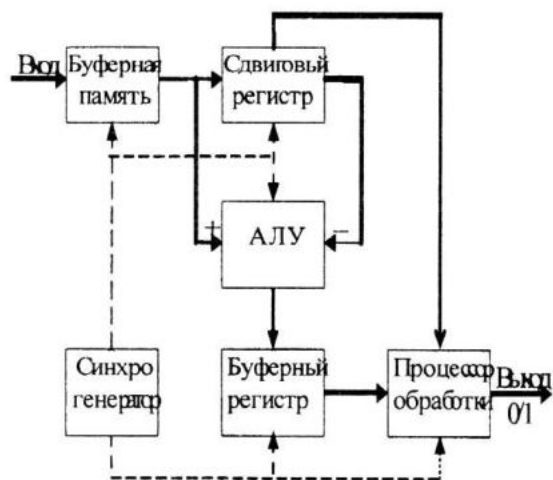 Вход
Буферная
память
Сдвиговый
регистр
+
АЛУ
–
Синхро
генератор
Буферный
регистр
Процессор
обработки
Выход
0/1